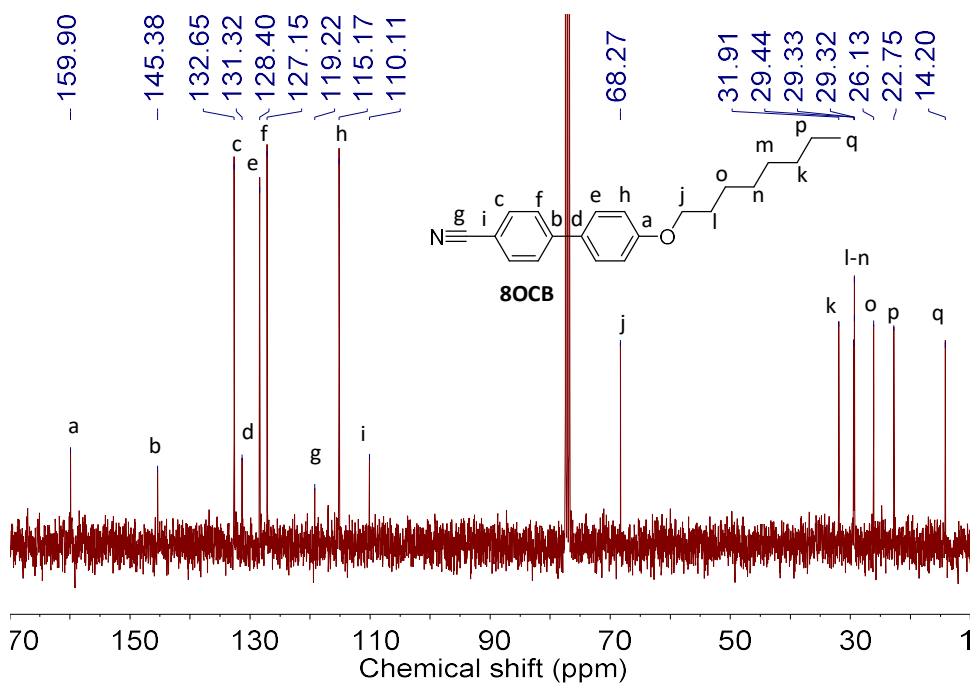 159.90
145.38
132.65
131.32
128.40
127.15
119.22
115.17
110.11
68.27
31.91
29.44
29.33
29.32
26.13
22.75
14.20
a
b
c
d
e
f
g
h
i
j
k
l-n
o
p
q
N
g
i
c
f
b
d
e
h
a
O
j
l
o
n
m
k
p
q
8OCB
70 150 130 110 90 70 50 30 1
Chemical shift (ppm)